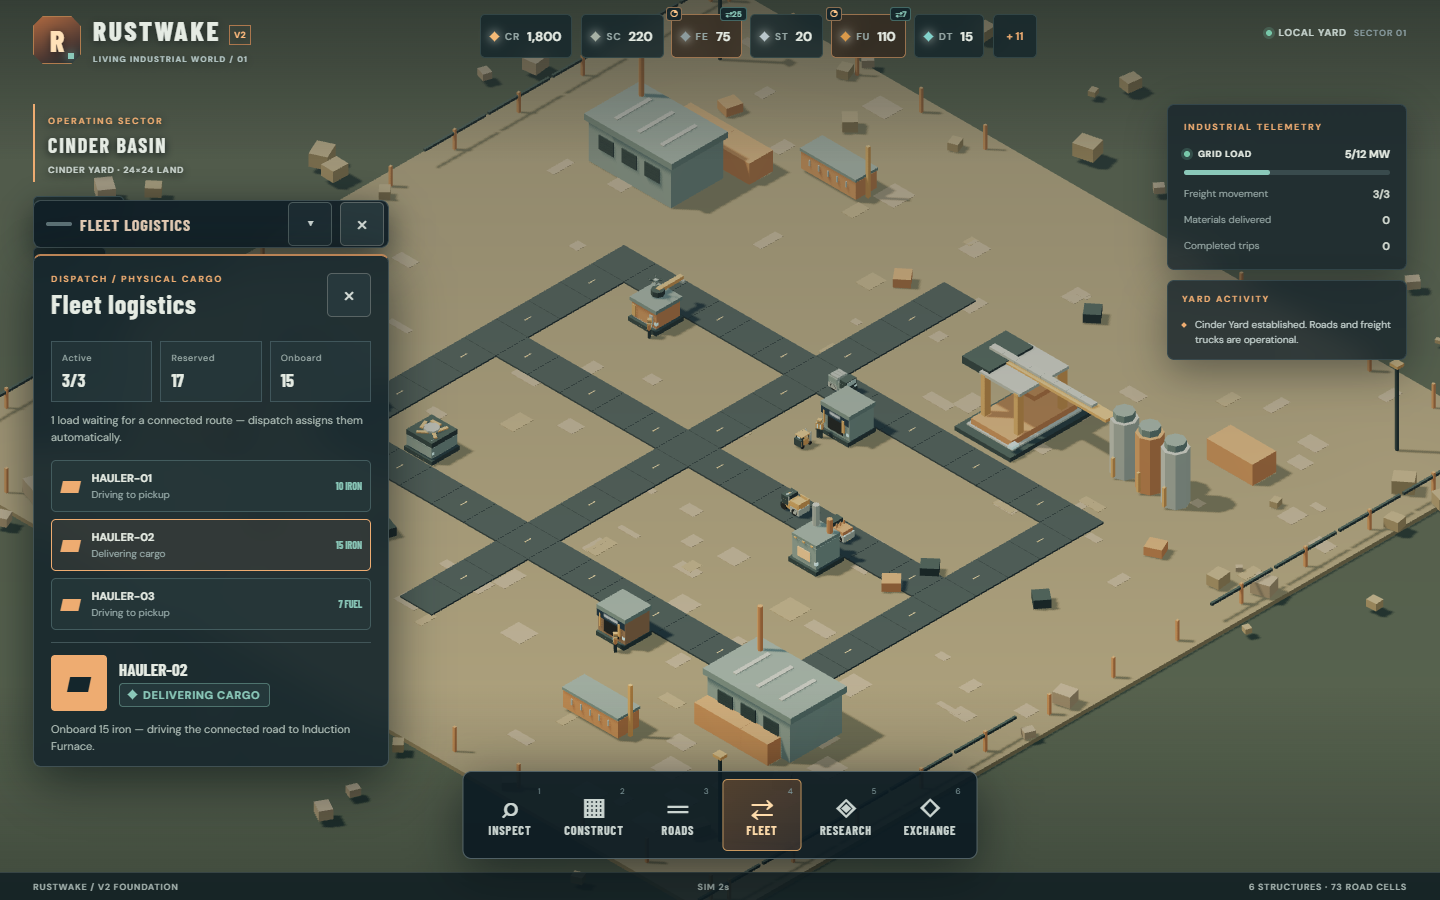 R RUSTWAKE V2
LIVING INDUSTRIAL WORLD / 01
CR 1,800
SC 220
FE 75
⇄25
ST 20
FU 110
⇄7
DT 15
+ 11
LOCAL YARD SECTOR 01
OPERATING SECTOR
CINDER BASIN
CINDER YARD · 24×24 LAND
FLEET LOGISTICS
DISPATCH / PHYSICAL CARGO
Fleet logistics
Active
3/3
Reserved
17
Onboard
15
1 load waiting for a connected route — dispatch assigns them
automatically.
HAULER-01
Driving to pickup
10 IRON
HAULER-02
Delivering cargo
15 IRON
HAULER-03
Driving to pickup
7 FUEL
HAULER-02
DELIVERING CARGO
Onboard 15 iron — driving the connected road to Induction
Furnace.
INDUSTRIAL TELEMETRY
GRID LOAD 5/12 MW
Freight movement 3/3
Materials delivered 0
Completed trips 0
YARD ACTIVITY
Cinder Yard established. Roads and freight
trucks are operational.
1 INSPECT
2 CONSTRUCT
3 ROADS
4 FLEET
5 RESEARCH
6 EXCHANGE
RUSTWAKE / V2 FOUNDATION
SIM 2s
6 STRUCTURES · 73 ROAD CELLS